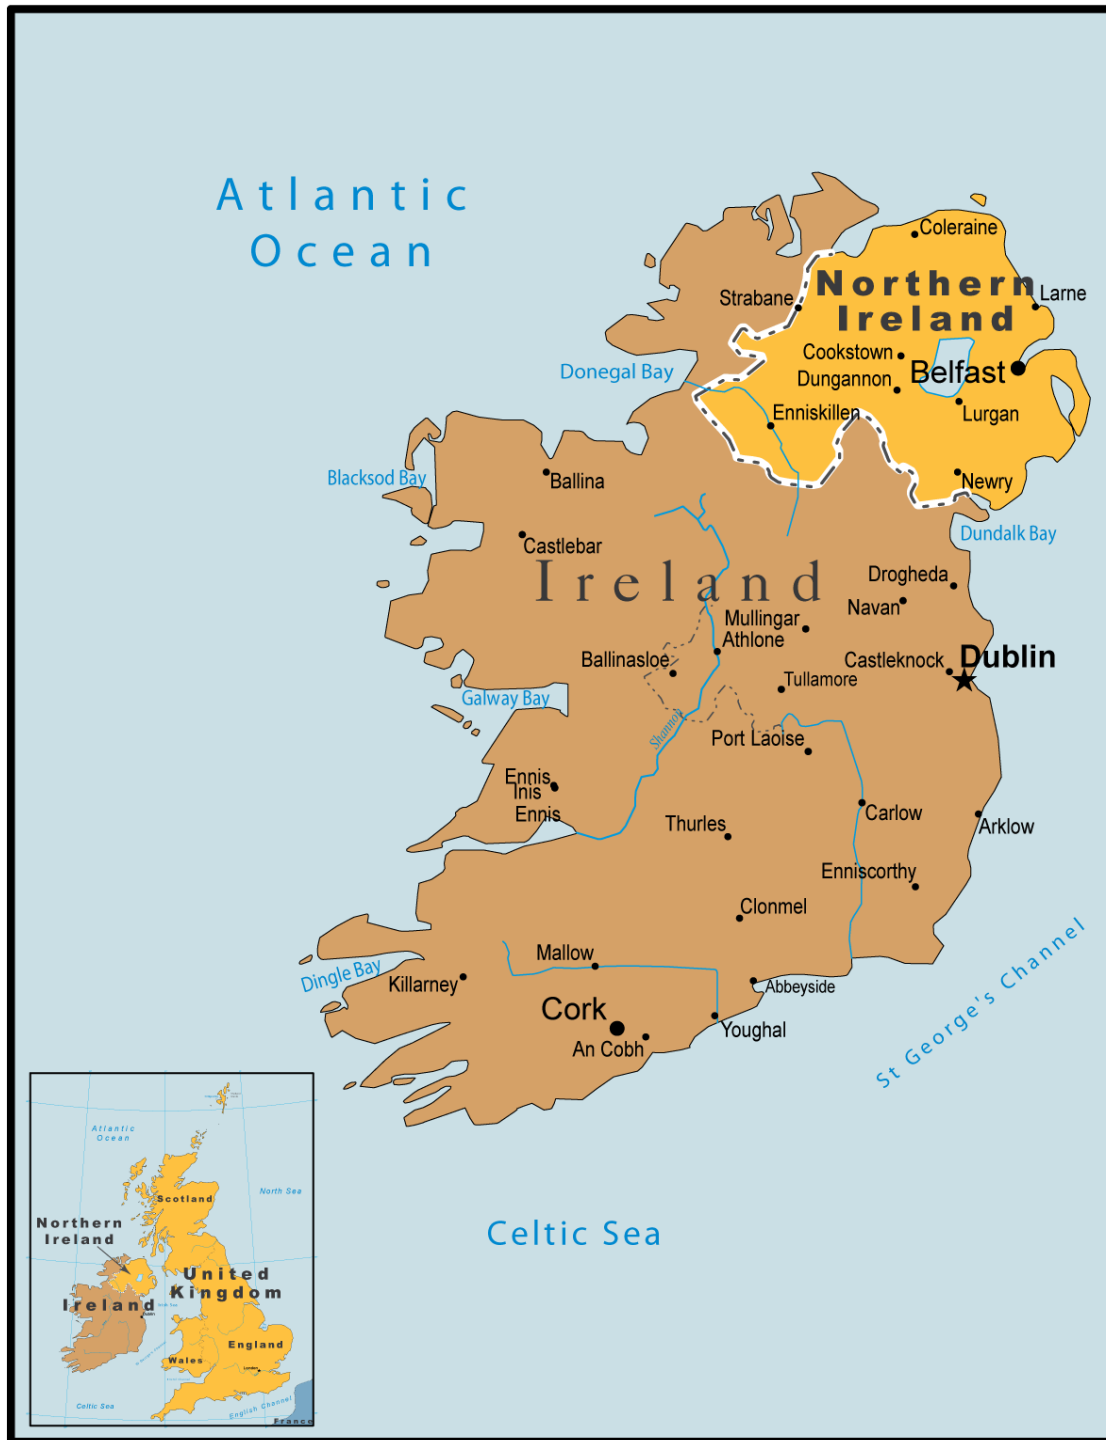 Atlantic
Ocean
Coleraine
Northern
Ireland
Strabane
Larne
Cookstown
Donegal Bay
Dungannon
Belfast
Enniskillen
Lurgan
Blacksod Bay
Ballina
Newry
Dundalk Bay
Castlebar
Ireland
Drogheda
Navan
Mullingar
Athlone
Ballinasloe
Castleknock
Dublin
Tullamore
Galway Bay
Shannon
Port Laoise
Ennis
Inis
Ennis
Thurles
Carlow
Arklow
Enniscorthy
Clonmel
Mallow
Dingle Bay
Killarney
Abbeyside
Cork
Youghal
An Cobh
St George's Channel
Celtic Sea
Atlantic
Ocean
North Sea
Scotland
Northern
Ireland
United
Kingdom
Ireland
England
Wales
London
Celtic Sea
English Channel
France